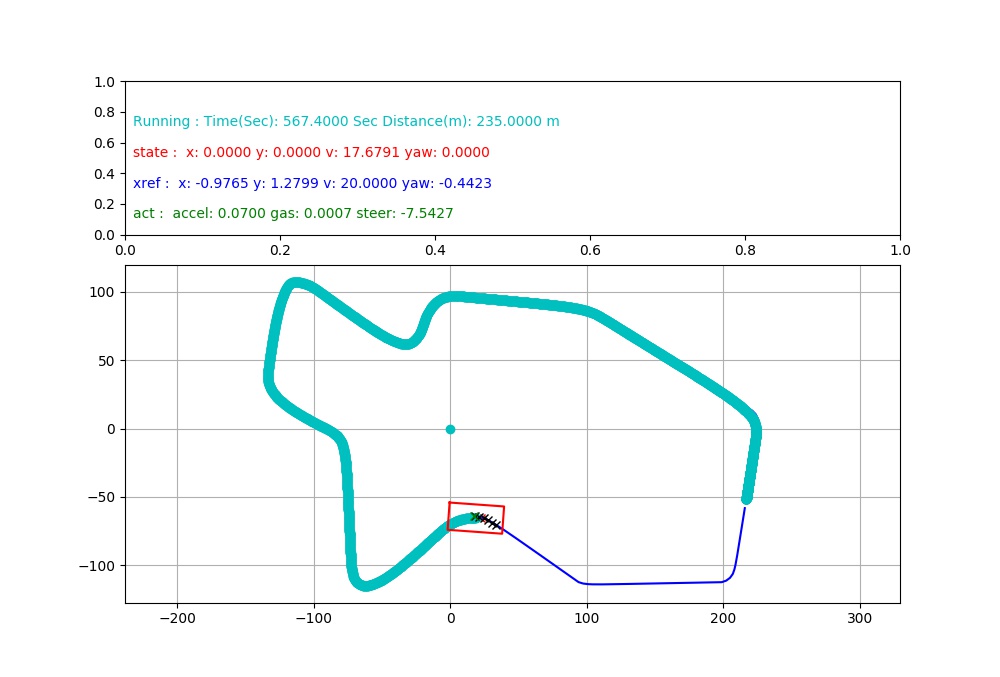 1.0
0.8
0.6
0.4
0.2
0.0
Running : Time(Sec): 567.4000 Sec Distance(m): 235.0000 m
state :  x: 0.0000 y: 0.0000 v: 17.6791 yaw: 0.0000
xref :  x: -0.9765 y: 1.2799 v: 20.0000 yaw: -0.4423
act :  accel: 0.0700 gas: 0.0007 steer: -7.5427
0.0 0.2 0.4 0.6 0.8 1.0
100
50
0
−50
−100
−200 −100 0 100 200 300